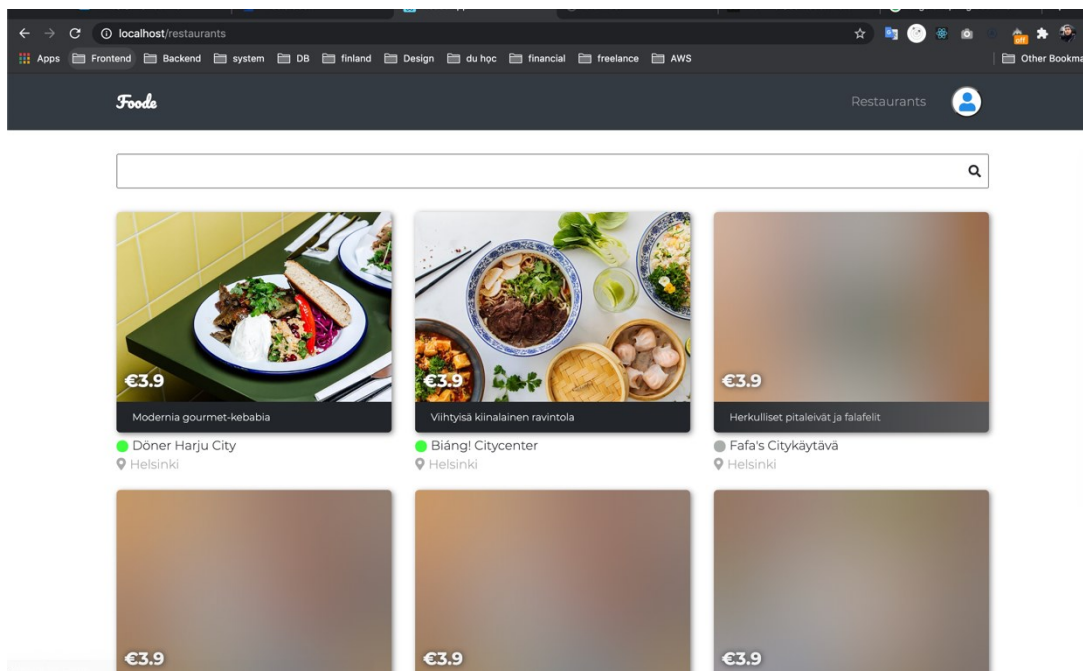 localhost/restaurants
off
Apps Frontend Backend system DB finland Design du học financial freelance AWS Other Bookma
Foode Restaurants
€3.9 €3.9 €3.9
Modernia gourmet-kebabia Viihtyisä kiinalainen ravintola Herkulliset pitaleivät ja falafelit
Döner Harju City Biáng! Citycenter Fafa's Citykäytävä
Helsinki Helsinki Helsinki
€3.9 €3.9 €3.9